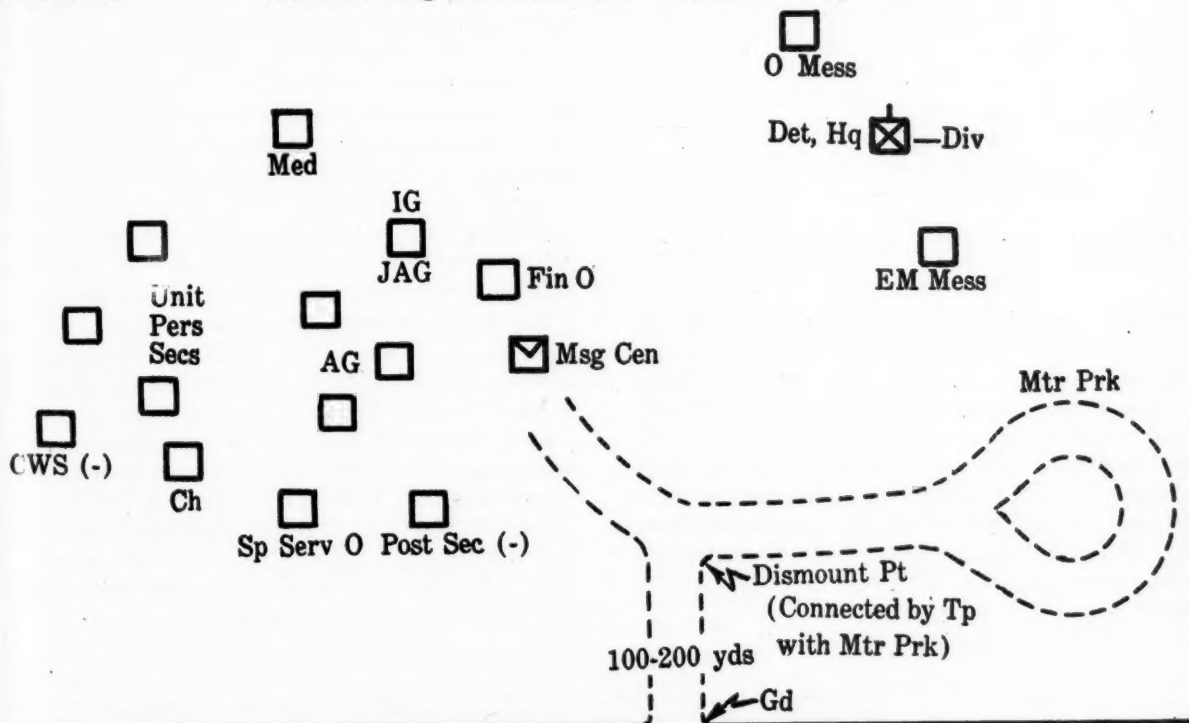 O Mess
Det, Hq —Div
Med
IG
JAG
Fin O
EM Mess
Unit
Pers
Secs
AG
Msg Cen
Mtr Prk
CWS (-)
Ch
Sp Serv O
Post Sec (-)
Dismount Pt
(Connected by Tp
with Mtr Prk)
100-200 yds
Gd